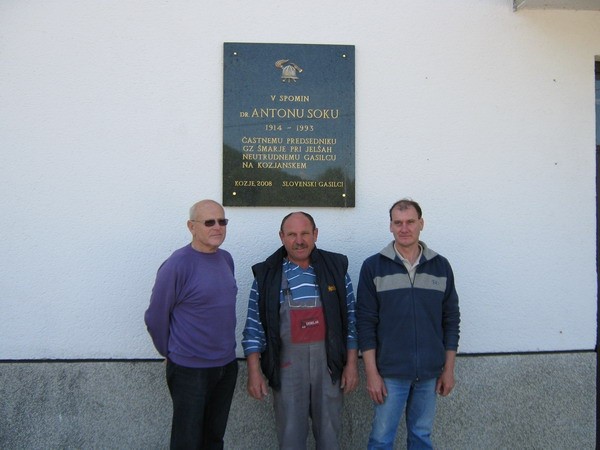 V SPOMIN
DR. ANTONU SOKU
1914 - 1993
ČASTNEMU PREDSEDNIKU
GZ ŠMARJE PRI JELŠAH
NEUTRUDNEMU GASILCU
NA KOZJANSKEM
KOZJE, 2008 SLOVENSKI GASILCI